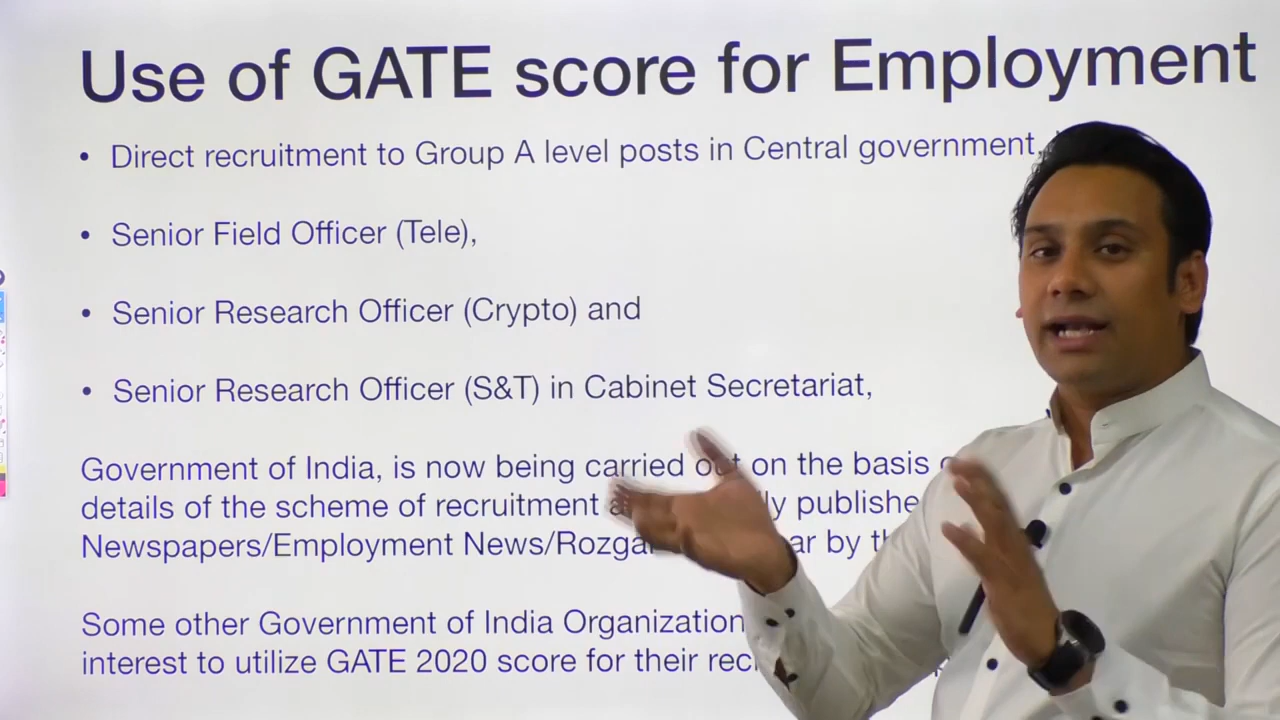 Use of GATE score for Employment
• Direct recruitment to Group A level posts in Central government,
• Senior Field Officer (Tele),
• Senior Research Officer (Crypto) and
• Senior Research Officer (S&T) in Cabinet Secretariat,
Government of India, is now being carried out on the basis
details of the scheme of recruitment
Newspapers/Employment News/ by
Some other Government of India
interest to utilize GATE 2020 score for their